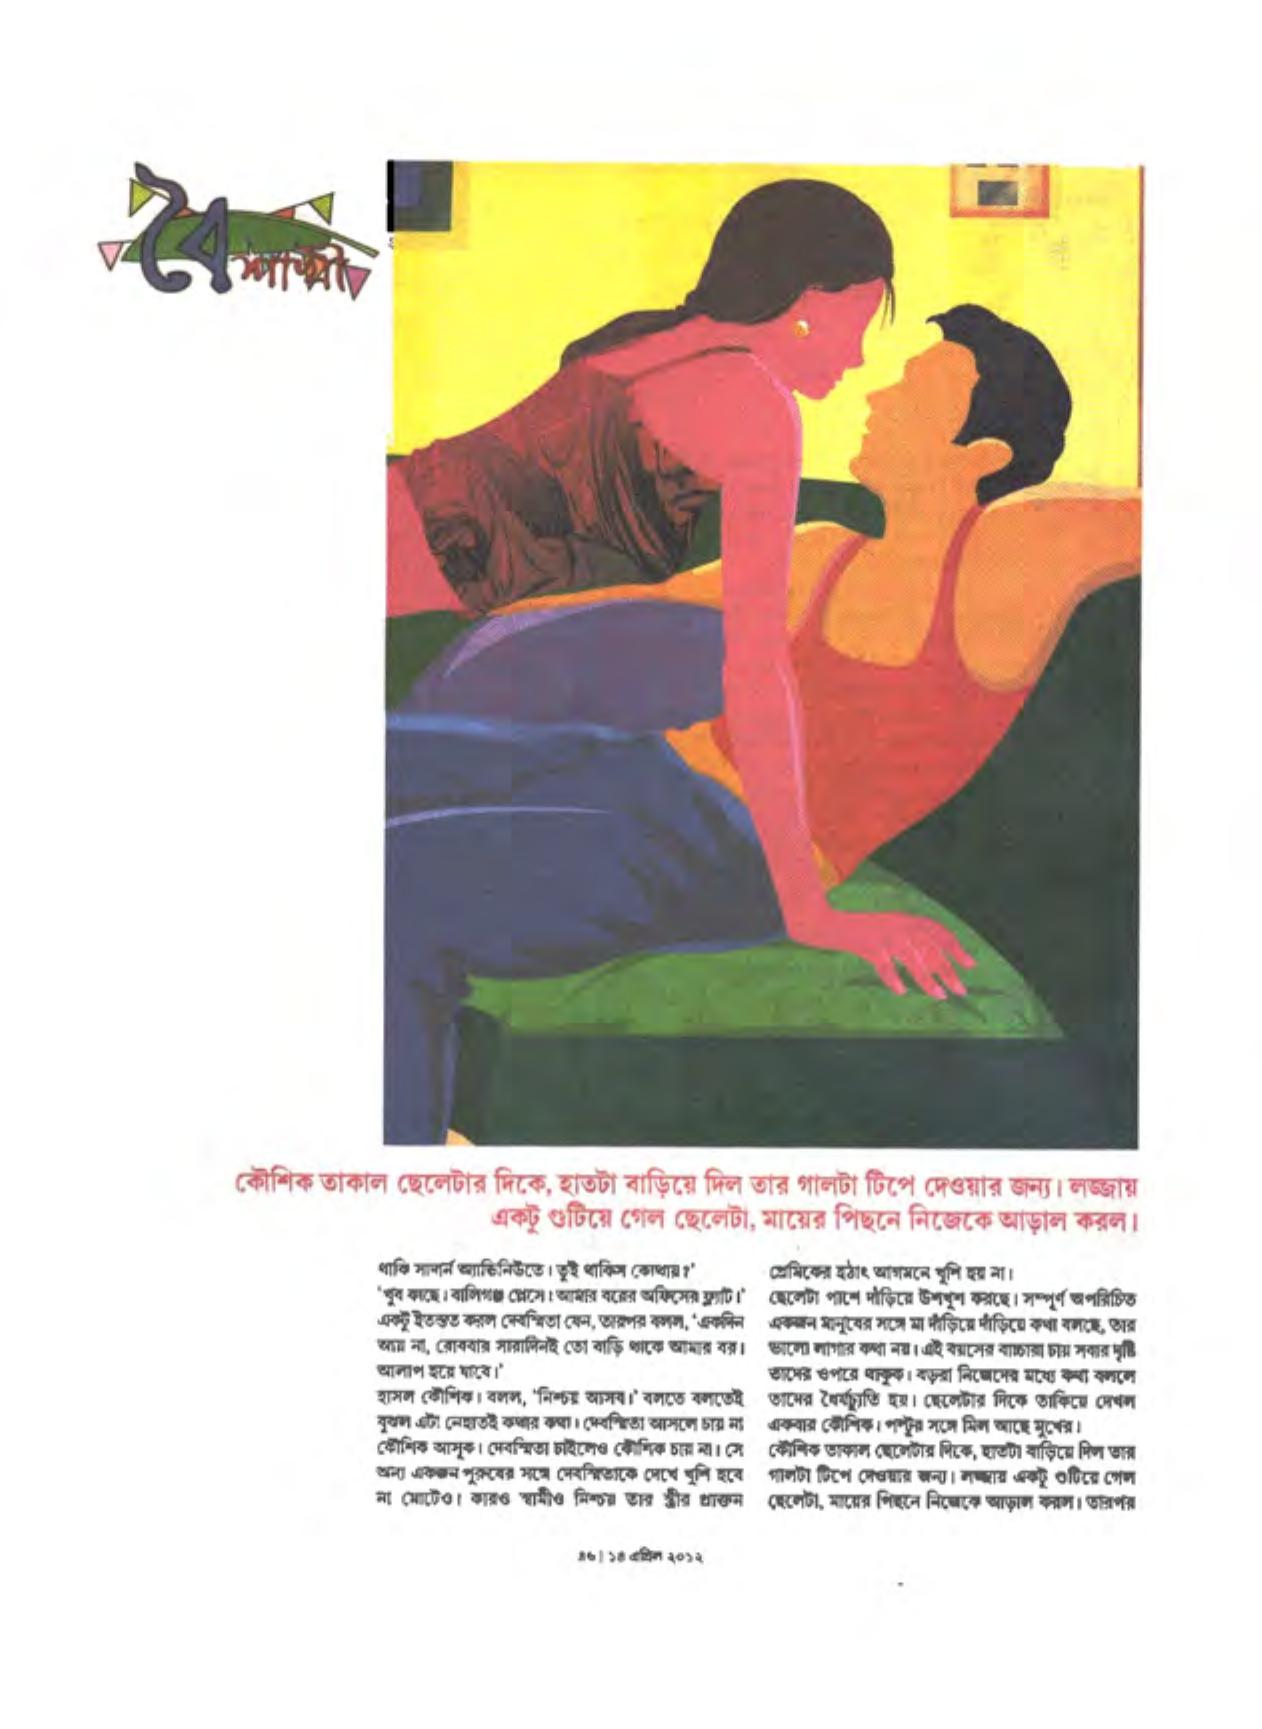 বৈশাখী
কৌশিক তাকাল ছেলেটার দিকে, হাতটা বাড়িয়ে দিল তার গালটা টিপে দেওয়ার জন্য। লজ্জায়
একটু গুটিয়ে গেল ছেলেটা, মায়ের পিছনে নিজেকে আড়াল করল।
থাকি সাদার্ন অ্যাভিনিউতে। তুই থাকিস কোথায়?’
‘খুব কাছে। বালিগঞ্জ প্লেসে। আমার বরের অফিসের ফ্ল্যাট।’
একটু ইতস্তত করল দেবস্মিতা যেন, তারপর বলল, ‘একদিন
আয় না, রোববার সারাদিনই তো বাড়ি থাকে আমার বর।
আলাপ হয়ে যাবে।’
হাসল কৌশিক। বলল, ‘নিশ্চয় আসব।’ বলতে বলতেই
বুঝল এটা নেহাতই কথার কথা। দেবস্মিতা আসলে চায় না
কৌশিক আসুক। দেবস্মিতা চাইলেও কৌশিক চায় না। সে
অন্য একজন পুরুষের সঙ্গে দেবস্মিতাকে দেখে খুশি হবে
না মোটেও। কারও স্বামীও নিশ্চয় তার স্ত্রীর প্রাক্তন
প্রেমিকের হঠাৎ আগমনে খুশি হয় না।
ছেলেটা পাশে দাঁড়িয়ে উশখুশ করছে। সম্পূর্ণ অপরিচিত
একজন মানুষের সঙ্গে মা দাঁড়িয়ে দাঁড়িয়ে কথা বলছে, তার
ভালো লাগার কথা নয়। এই বয়সের বাচ্চারা চায় সবার দৃষ্টি
তাদের ওপরে থাকুক। বড়রা নিজেদের মধ্যে কথা বললে
তাদের ধৈর্যচ্যুতি হয়। ছেলেটার দিকে তাকিয়ে দেখল
একবার কৌশিক। পল্টুর সঙ্গে মিল আছে মুখের।
কৌশিক তাকাল ছেলেটার দিকে, হাতটা বাড়িয়ে দিল তার
গালটা টিপে দেওয়ার জন্য। লজ্জায় একটু গুটিয়ে গেল
ছেলেটা, মায়ের পিছনে নিজেকে আড়াল করল। তারপর
৪৬ | ১৪ এপ্রিল ২০১২